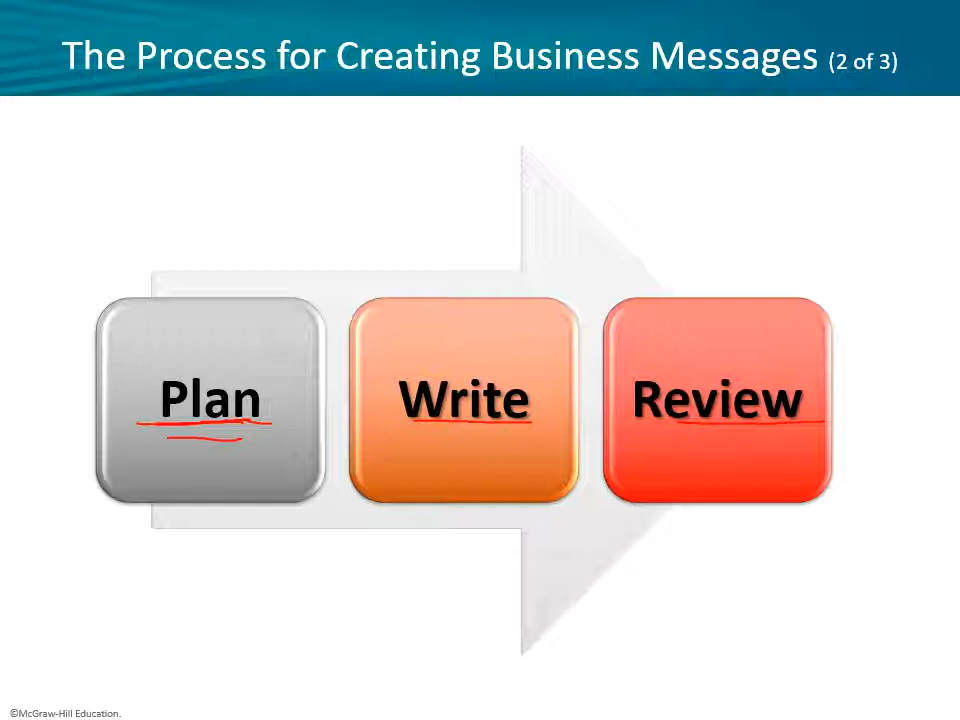 The Process for Creating Business Messages (2 of 3)
Plan Write Review
©McGraw-Hill Education.